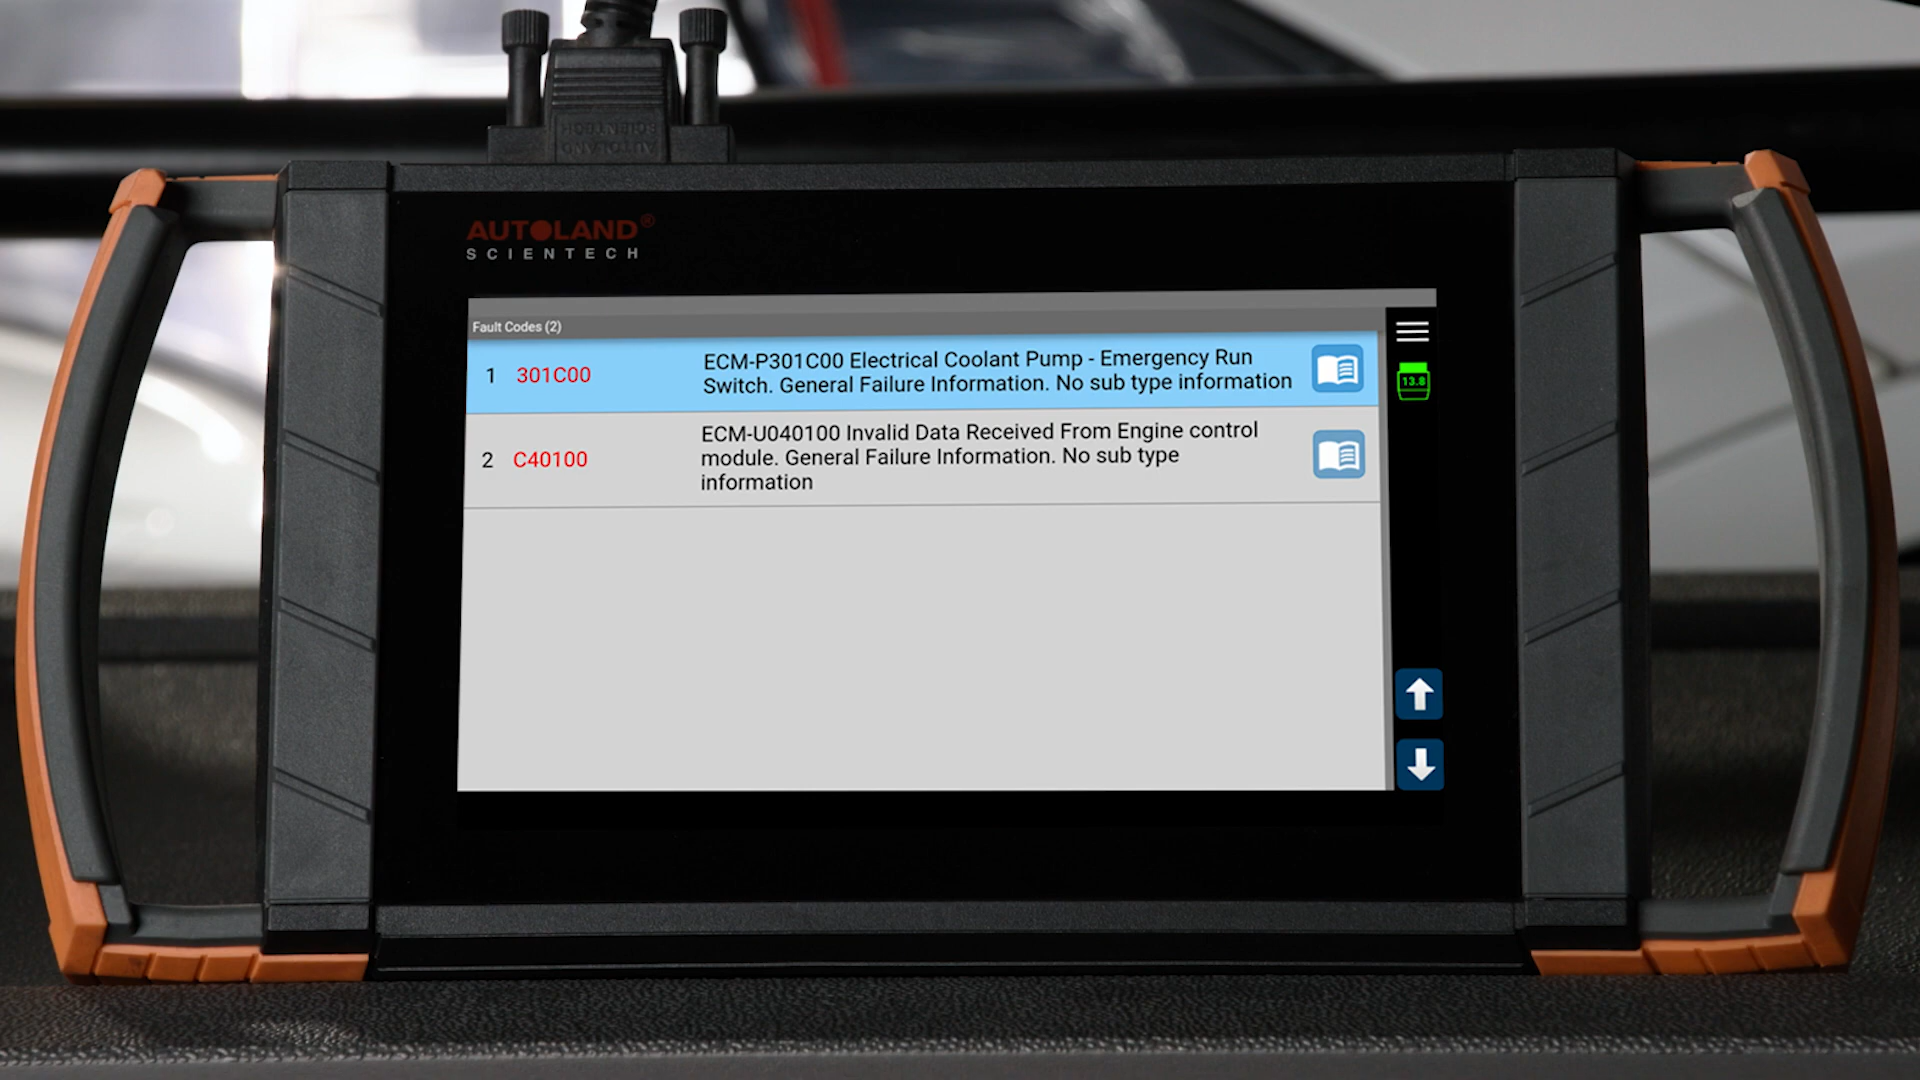 AUTOLAND
SCIENTECH
AUTOLAND®
SCIENTECH
Fault Codes (2)
1 301C00 ECM-P301C00 Electrical Coolant Pump - Emergency Run
Switch. General Failure Information. No sub type information
13.8
2 C40100 ECM-U040100 Invalid Data Received From Engine control
module. General Failure Information. No sub type
information